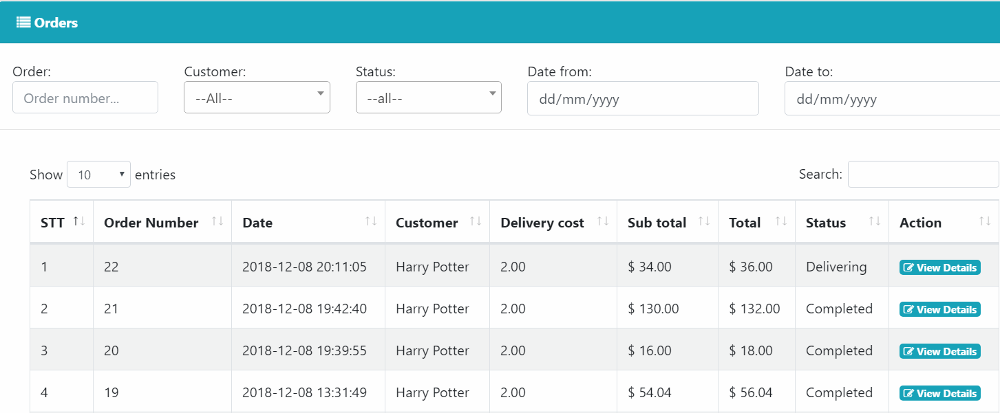 Orders
Order: Customer: Status: Date from: Date to:
Order number... --All-- --all-- dd/mm/yyyy dd/mm/yyyy
Show 10 entries Search:
STT Order Number Date Customer Delivery cost Sub total Total Status Action
1 22 2018-12-08 20:11:05 Harry Potter 2.00 $ 34.00 $ 36.00 Delivering View Details
2 21 2018-12-08 19:42:40 Harry Potter 2.00 $ 130.00 $ 132.00 Completed View Details
3 20 2018-12-08 19:39:55 Harry Potter 2.00 $ 16.00 $ 18.00 Completed View Details
4 19 2018-12-08 13:31:49 Harry Potter 2.00 $ 54.04 $ 56.04 Completed View Details